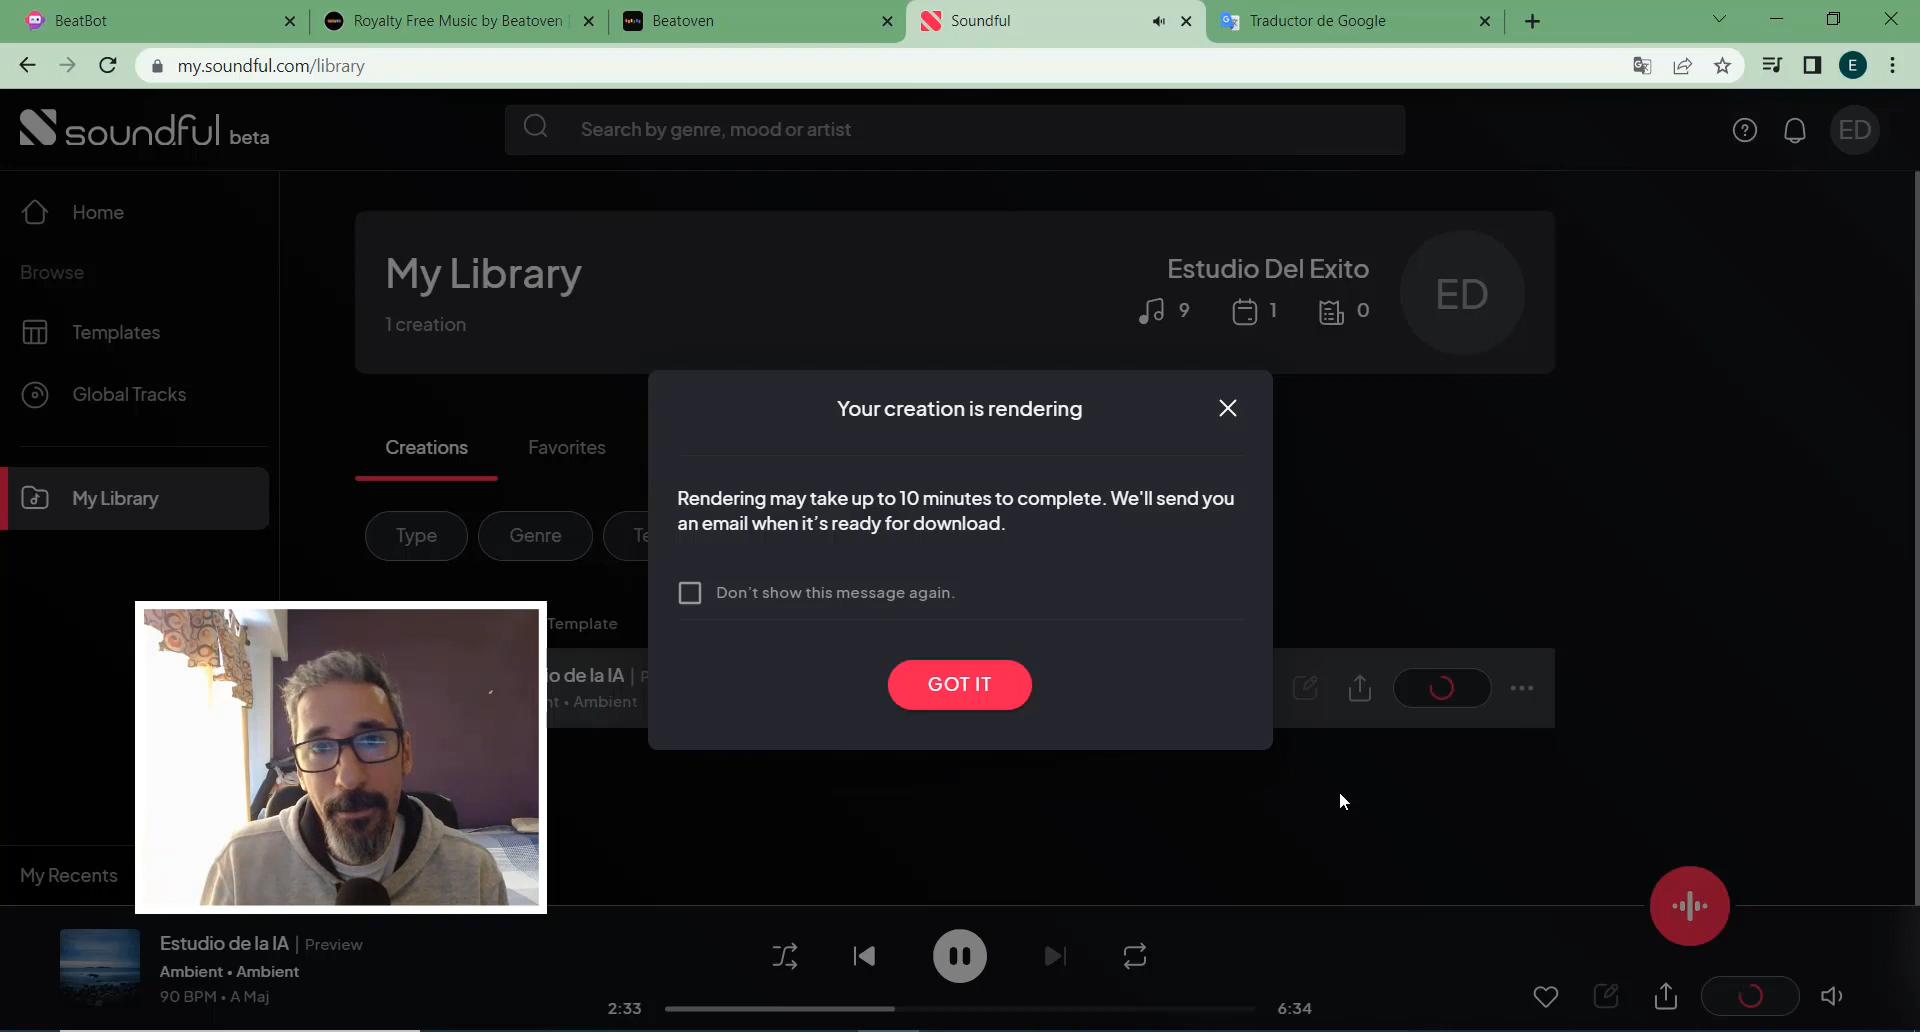 BeatBot
Royalty Free Music by Beatoven
Beatoven
Soundful
Traductor de Google
my.soundful.com/library
E
soundful beta
Search by genre, mood or artist
ED
Home
Browse
Templates
Global Tracks
My Library
My Library
1 creation
Estudio Del Exito
9 1 0
ED
Creations Favorites
Type Genre
Your creation is rendering
Rendering may take up to 10 minutes to complete. We'll send you
an email when it's ready for download.
Don't show this message again.
GOT IT
Template
io de la IA | P
nt • Ambient
My Recents
Estudio de la IA | Preview
Ambient • Ambient
90 BPM • A Maj
2:33
6:34